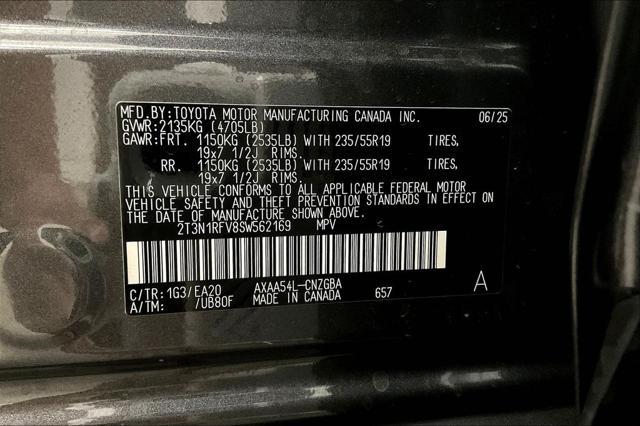 MFD.BY:TOYOTA MOTOR MANUFACTURING CANADA INC. 06/25
GVWR:2135KG (4705LB)
GAWR:FRT. 1150KG (2535LB) WITH 235/55R19 TIRES,
19x7 1/2J RIMS.
RR. 1150KG (2535LB) WITH 235/55R19 TIRES,
19x7 1/2J RIMS.
THIS VEHICLE CONFORMS TO ALL APPLICABLE FEDERAL MOTOR
VEHICLE SAFETY AND THEFT PREVENTION STANDARDS IN EFFECT ON
THE DATE OF MANUFACTURE SHOWN ABOVE.
2T3N1RFV8SW562169 MPV
C/TR:1G3/EA20 AXAA54L-CNZGBA
A/TM: /UB80F MADE IN CANADA 657 A